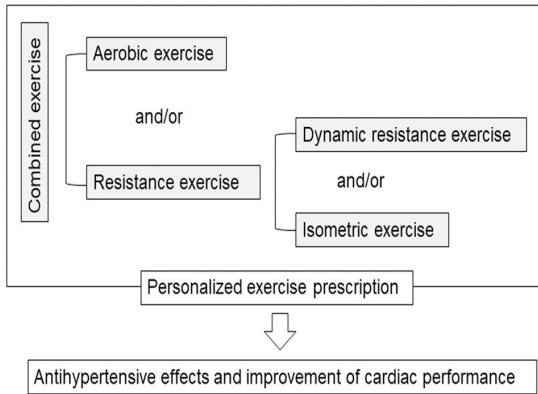 Combined exercise
Aerobic exercise
and/or
Resistance exercise
Dynamic resistance exercise
and/or
Isometric exercise
Personalized exercise prescription
Antihypertensive effects and improvement of cardiac performance